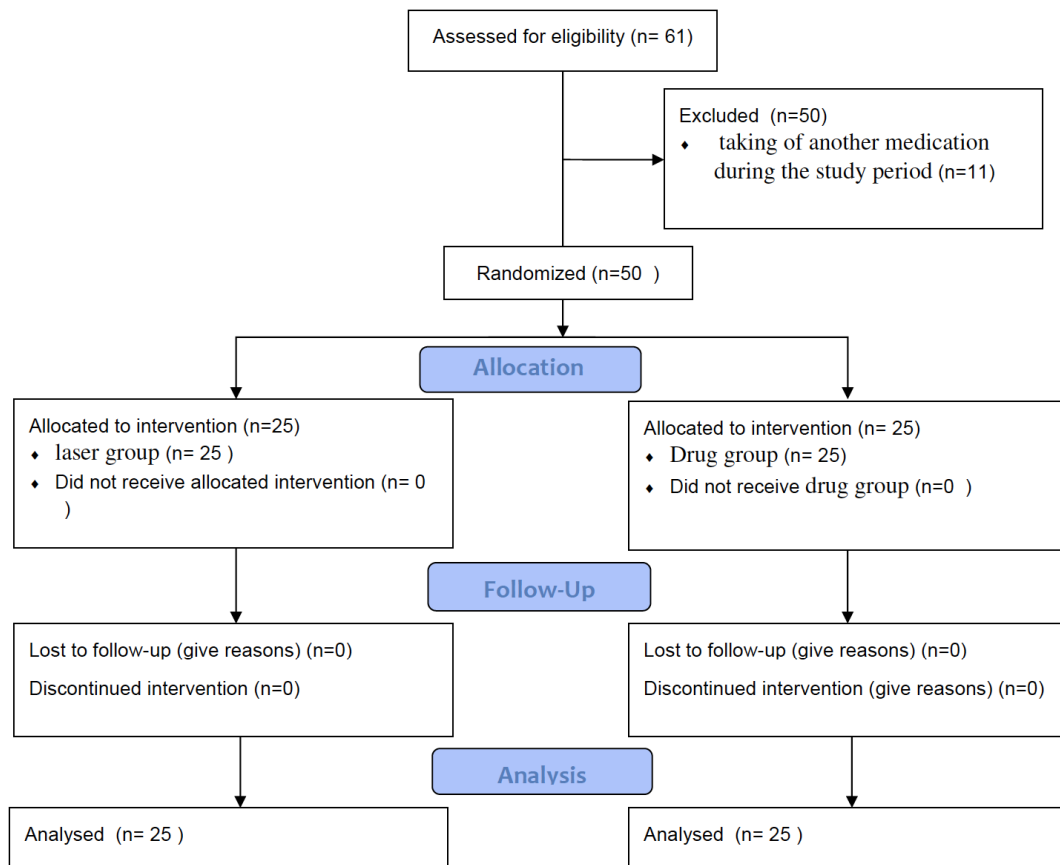 Assessed for eligibility (n= 61)
Excluded (n=50)
♦ taking of another medication
during the study period (n=11)
Randomized (n=50 )
Allocation
Allocated to intervention (n=25)
♦ laser group (n= 25 )
♦ Did not receive allocated intervention (n= 0
)
Allocated to intervention (n= 25)
♦ Drug group (n= 25)
♦ Did not receive drug group (n=0 )
Follow-Up
Lost to follow-up (give reasons) (n=0)
Discontinued intervention (n=0)
Lost to follow-up (give reasons) (n=0)
Discontinued intervention (give reasons) (n=0)
Analysis
Analysed (n= 25 )
Analysed (n= 25 )